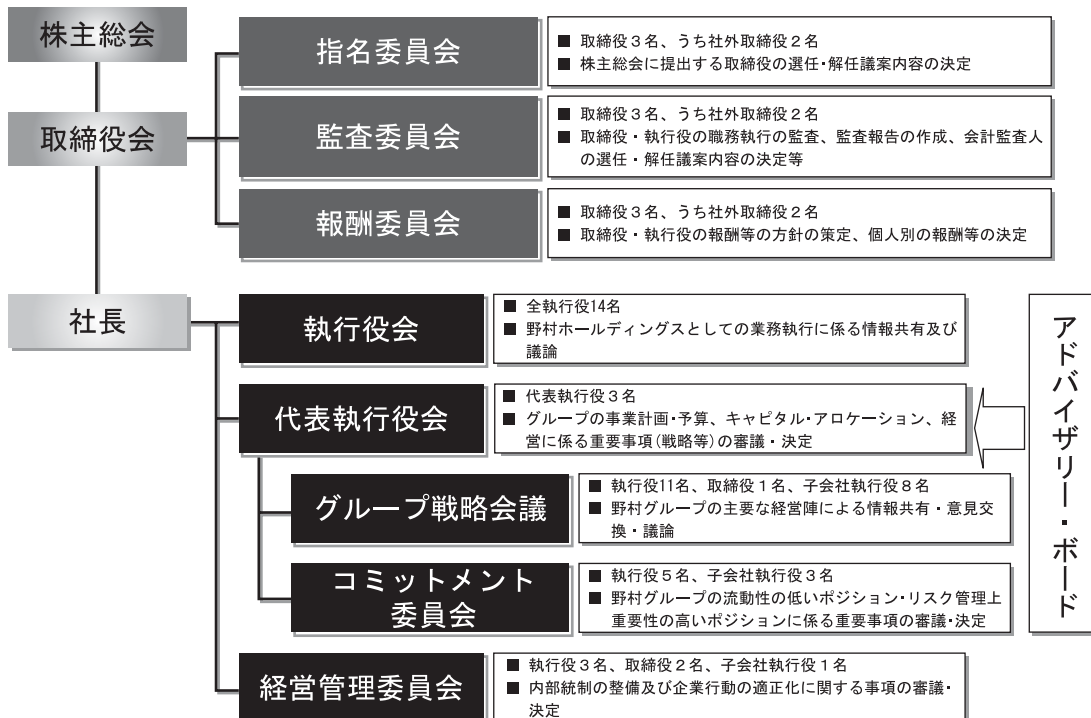 株主総会
取締役会
指名委員会
■ 取締役3名、うち社外取締役2名
■ 株主総会に提出する取締役の選任・解任議案内容の決定
監査委員会
■ 取締役3名、うち社外取締役2名
■ 取締役・執行役の職務執行の監査、監査報告の作成、会計監査人
の選任・解任議案内容の決定等
報酬委員会
■ 取締役3名、うち社外取締役2名
■ 取締役・執行役の報酬等の方針の策定、個人別の報酬等の決定
社長
執行役会
■ 全執行役14名
■ 野村ホールディングスとしての業務執行に係る情報共有及び
議論
代表執行役会
■ 代表執行役3名
■ グループの事業計画・予算、キャピタル・アロケーション、経
営に係る重要事項(戦略等)の審議・決定
グループ戦略会議
■ 執行役11名、取締役1名、子会社執行役8名
■ 野村グループの主要な経営陣による情報共有・意見交
換・議論
コミットメント
委員会
■ 執行役5名、子会社執行役3名
■ 野村グループの流動性の低いポジション・リスク管理上
重要性の高いポジションに係る重要事項の審議・決定
経営管理委員会
■ 執行役3名、取締役2名、子会社執行役1名
■ 内部統制の整備及び企業行動の適正化に関する事項の審議・
決定
アドバイザリー・ボード